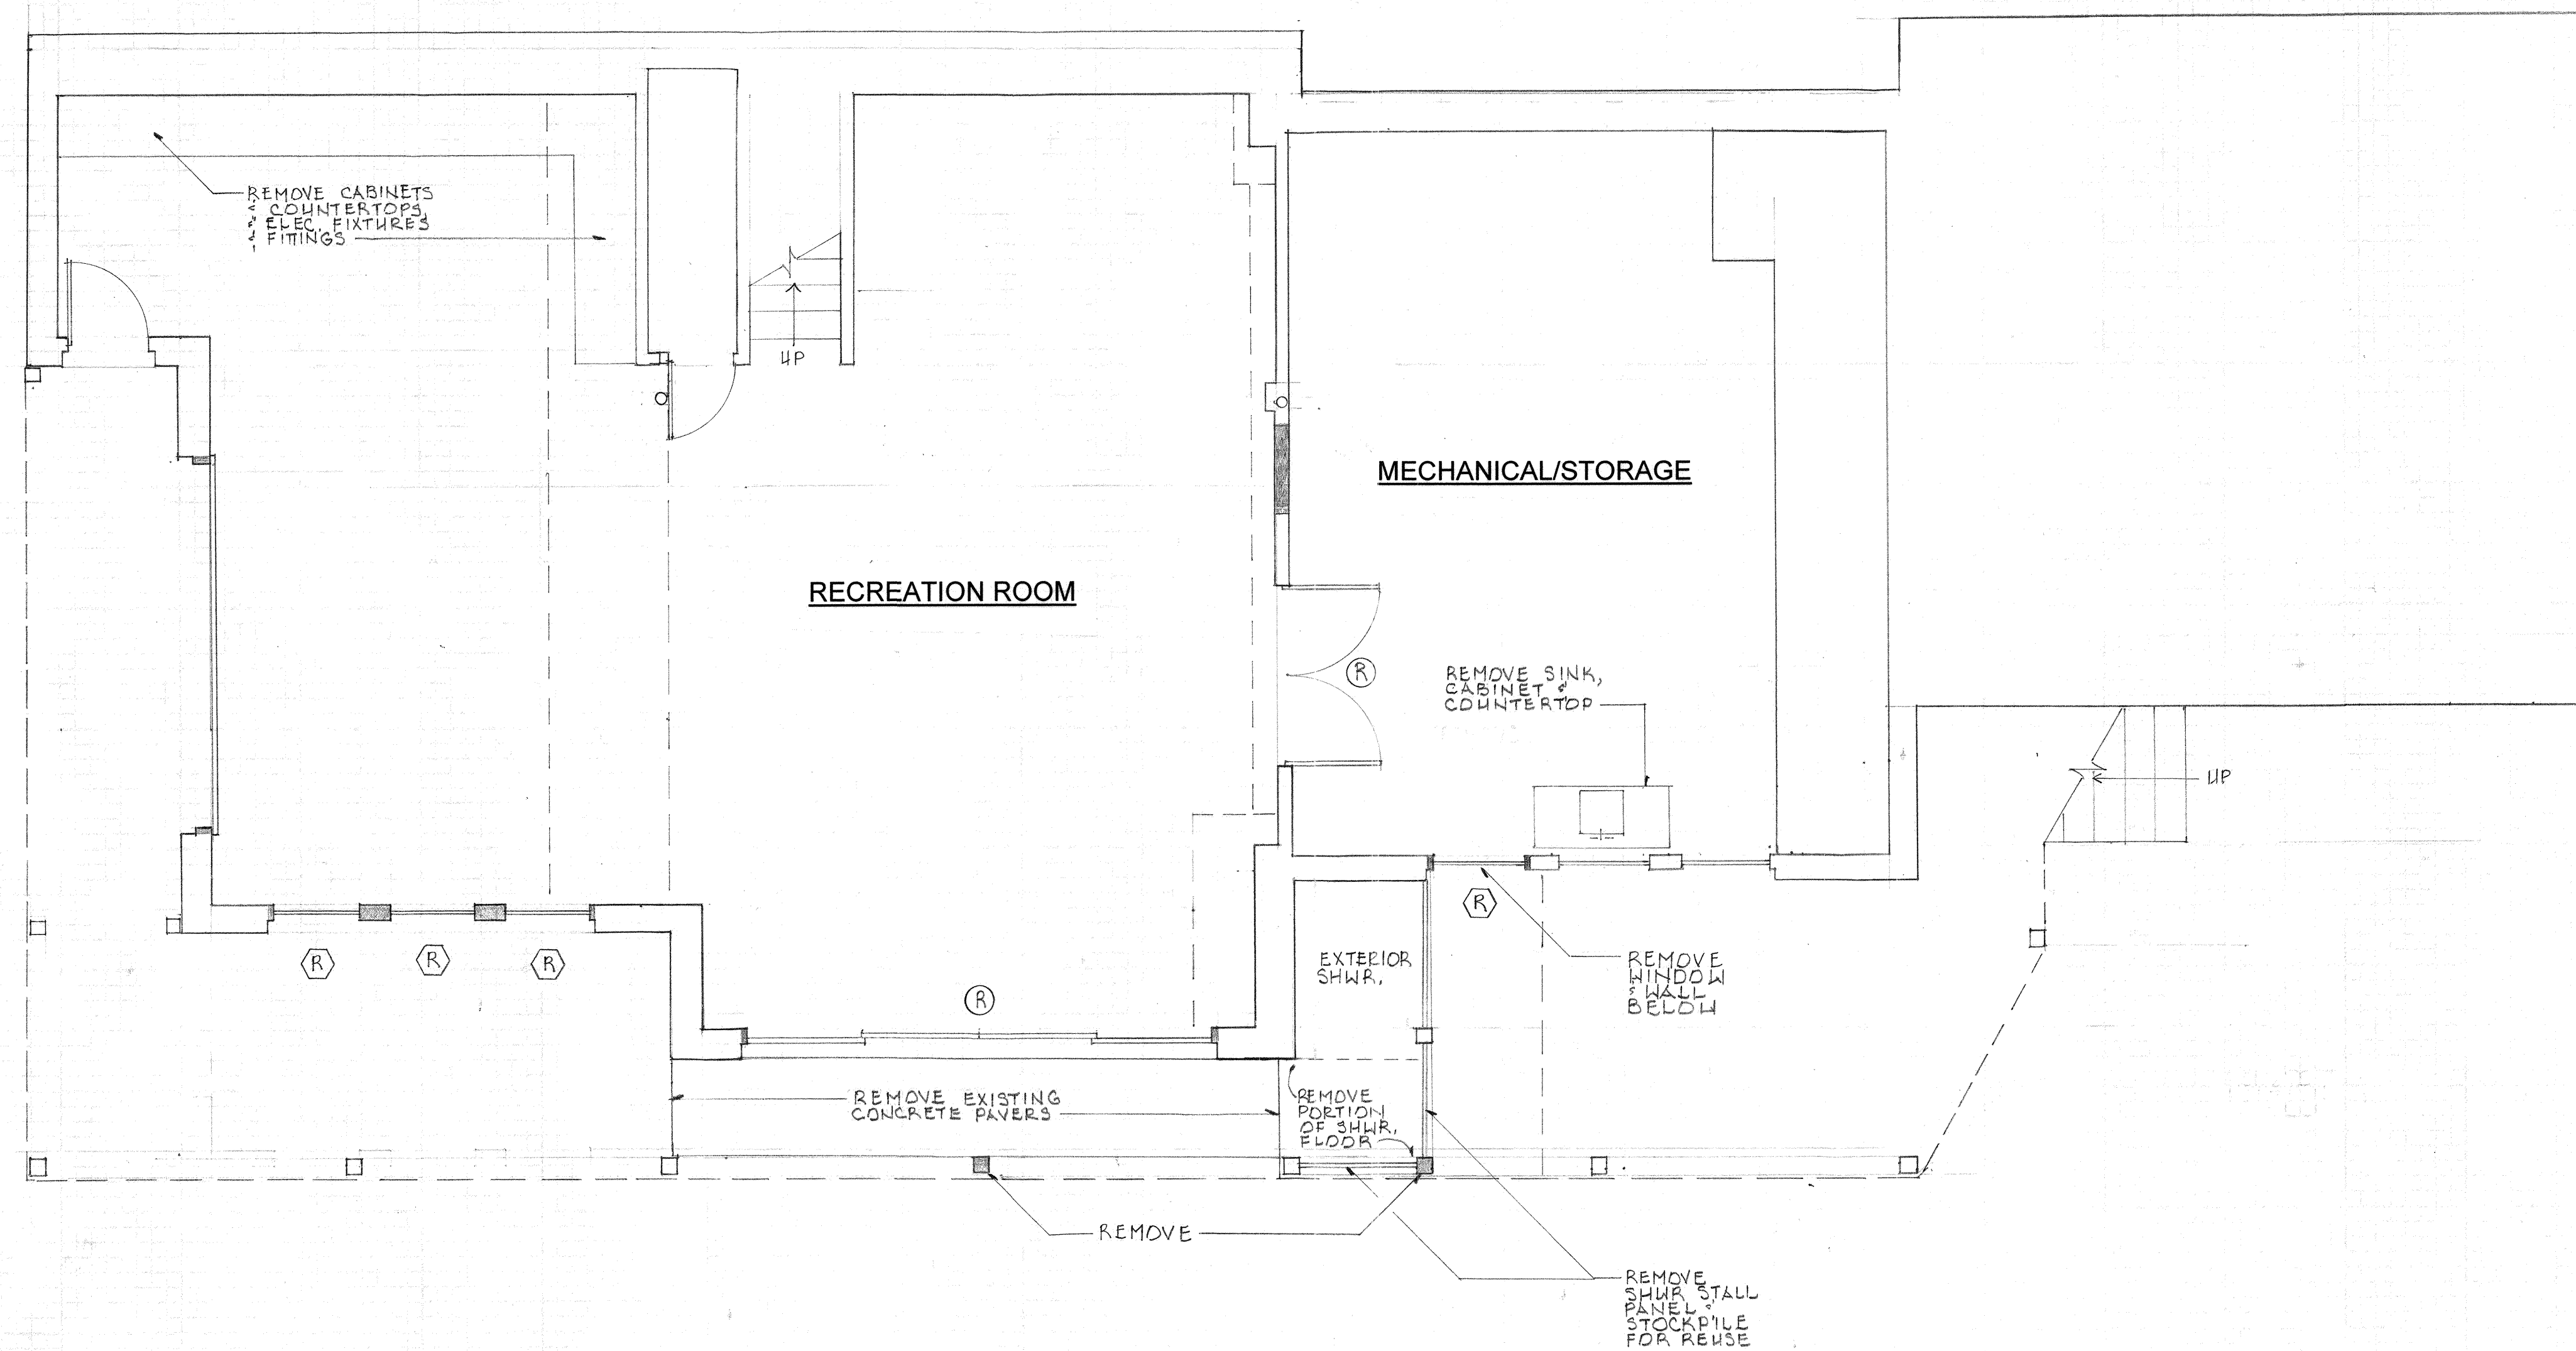 REMOVE CABINETS
& COUNTERTOPS,
& ELEC. FIXTURES
& FITTINGS
UP
MECHANICAL/STORAGE
RECREATION ROOM
R
REMOVE SINK,
CABINET &
COUNTERTOP
UP
R
R
R
R
R
EXTERIOR
SHWR.
REMOVE
WINDOW
& WALL
BELOW
REMOVE EXISTING
CONCRETE PAVERS
REMOVE
PORTION
OF SHWR.
FLOOR
REMOVE
REMOVE
SHWR STALL
PANEL &
STOCKPILE
FOR REUSE